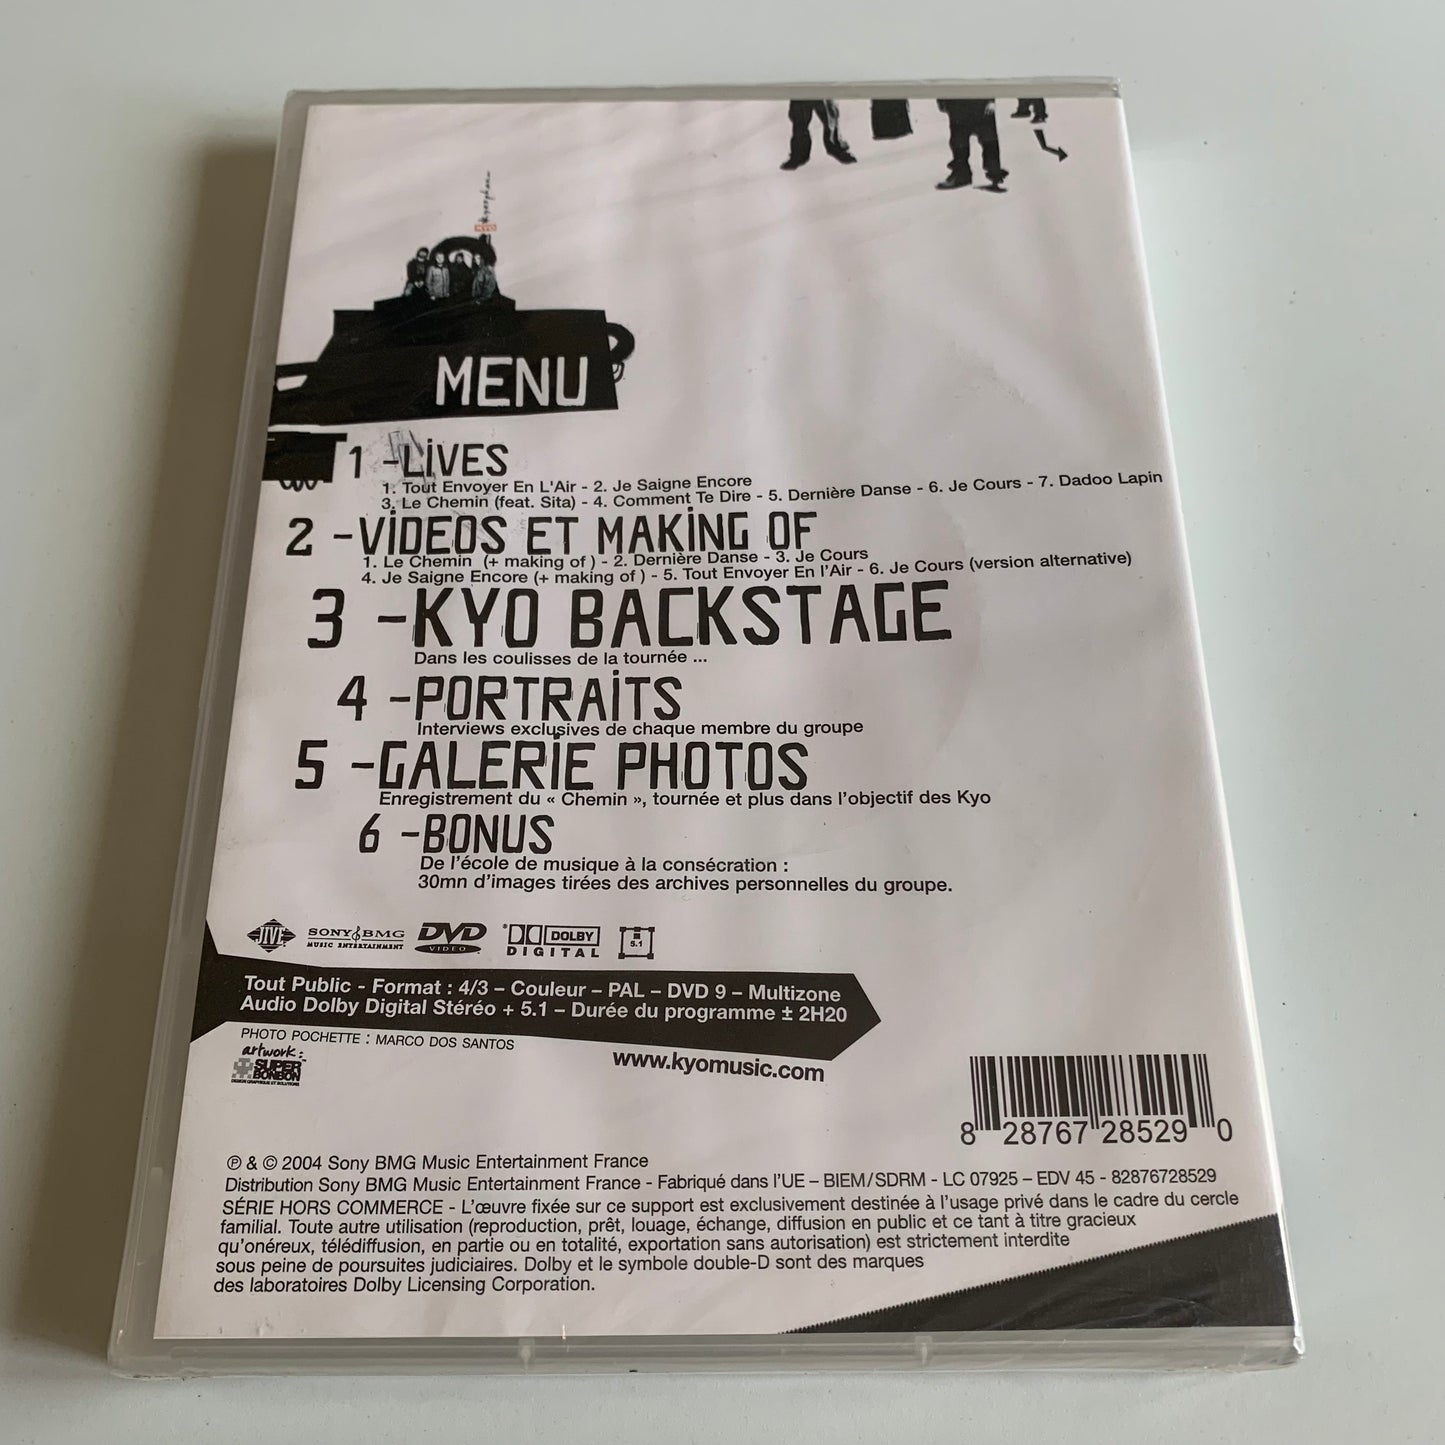 KYO
MENU
1 -LiVES
1. Tout Envoyer En L'Air - 2. Je Saigne Encore
3. Le Chemin (feat. Sita) - 4. Comment Te Dire - 5. Dernière Danse - 6. Je Cours - 7. Dadoo Lapin
2 -ViDEOS ET MAKiNG OF
1. Le Chemin (+ making of ) - 2. Dernière Danse - 3. Je Cours
4. Je Saigne Encore (+ making of ) - 5. Tout Envoyer En l'Air - 6. Je Cours (version alternative)
3 -KYO BACKSTAGE
Dans les coulisses de la tournée ...
4 -PORTRAiTS
Interviews exclusives de chaque membre du groupe
5 -GALERiE PHOTOS
Enregistrement du « Chemin », tournée et plus dans l'objectif des Kyo
6 -BONUS
De l'école de musique à la consécration :
30mn d'images tirées des archives personnelles du groupe.
JIVE SONY BMG MUSIC ENTERTAINMENT DVD VIDEO DOLBY DIGITAL 5.1
Tout Public - Format : 4/3 – Couleur – PAL – DVD 9 – Multizone
Audio Dolby Digital Stéréo + 5.1 – Durée du programme ± 2H20
PHOTO POCHETTE : MARCO DOS SANTOS
artwork :
SUPER BONBON
DESIGN GRAPHIQUE ET SOLUTIONS
www.kyomusic.com
8 28767 28529 0
℗ & © 2004 Sony BMG Music Entertainment France
Distribution Sony BMG Music Entertainment France - Fabriqué dans l'UE – BIEM/SDRM - LC 07925 – EDV 45 - 82876728529
SÉRIE HORS COMMERCE - L'œuvre fixée sur ce support est exclusivement destinée à l'usage privé dans le cadre du cercle
familial. Toute autre utilisation (reproduction, prêt, louage, échange, diffusion en public et ce tant à titre gracieux
qu'onéreux, télédiffusion, en partie ou en totalité, exportation sans autorisation) est strictement interdite
sous peine de poursuites judiciaires. Dolby et le symbole double-D sont des marques
des laboratoires Dolby Licensing Corporation.